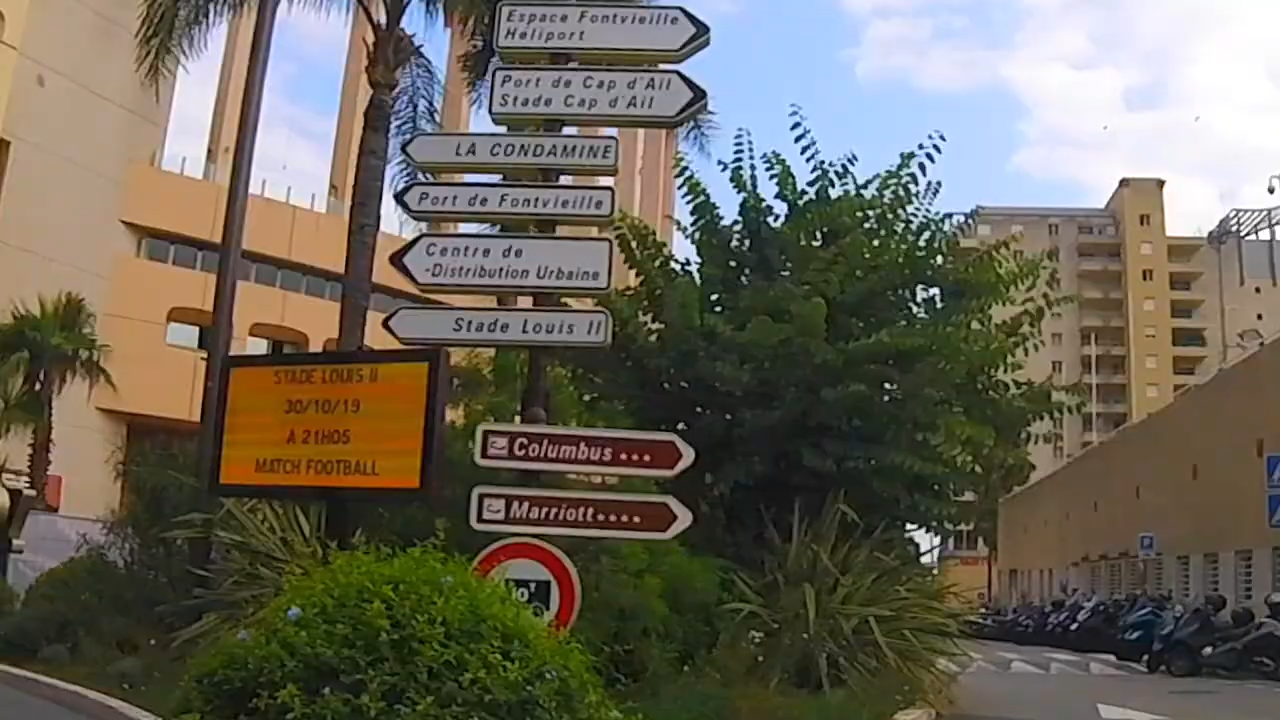 Espace Fontvieille
Héliport
Port de Cap d'Ail
Stade Cap d'Ail
LA CONDAMINE
Port de Fontvieille
Centre de
-Distribution Urbaine
Stade Louis II
STADE LOUIS II
30/10/19
A 21H05
MATCH FOOTBALL
Columbus ***
Marriott ****
P